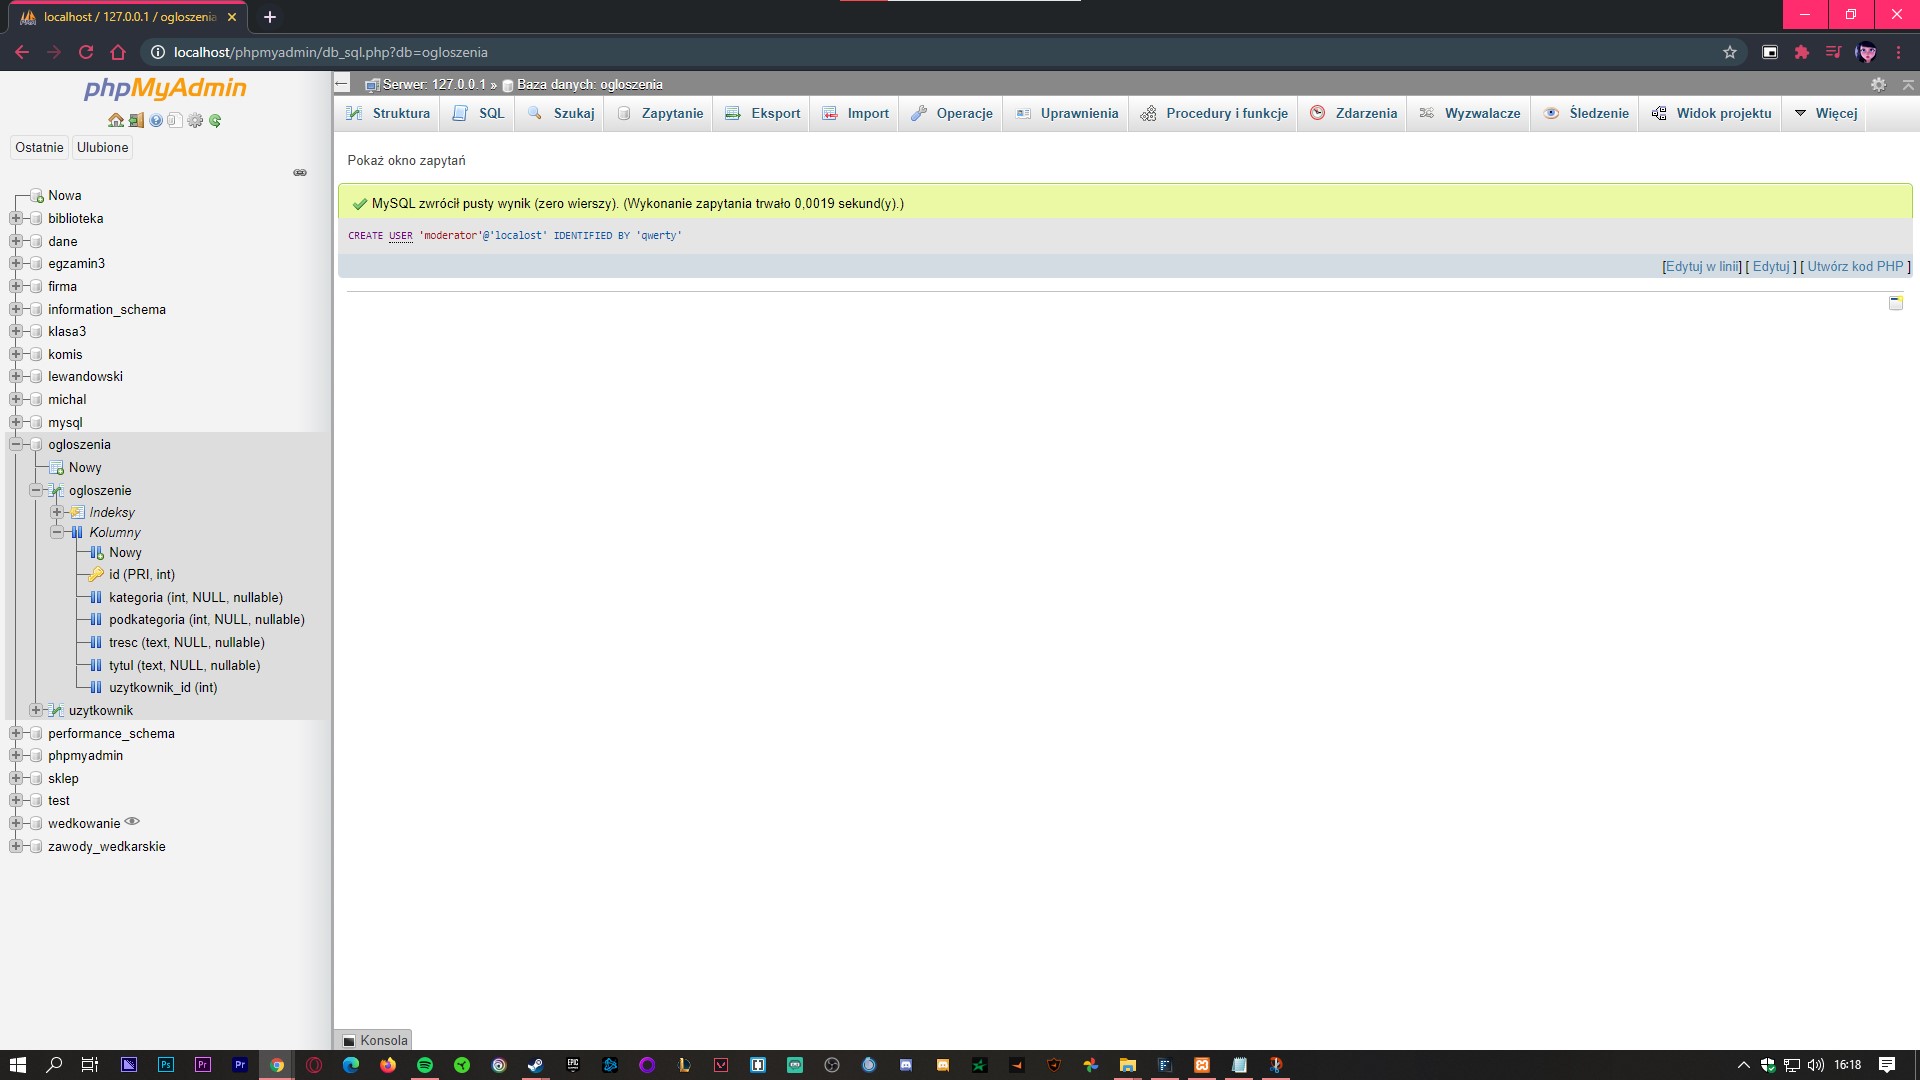 localhost / 127.0.0.1 / ogloszenia
localhost/phpmyadmin/db_sql.php?db=ogloszenia
phpMyAdmin
Ostatnie
Ulubione
Nowa
biblioteka
dane
egzamin3
firma
information_schema
klasa3
komis
lewandowski
michal
mysql
ogloszenia
Nowy
ogloszenie
Indeksy
Kolumny
Nowy
id (PRI, int)
kategoria (int, NULL, nullable)
podkategoria (int, NULL, nullable)
tresc (text, NULL, nullable)
tytul (text, NULL, nullable)
uzytkownik_id (int)
uzytkownik
performance_schema
phpmyadmin
sklep
test
wedkowanie
zawody_wedkarskie
Serwer: 127.0.0.1 » Baza danych: ogloszenia
Struktura
SQL
Szukaj
Zapytanie
Eksport
Import
Operacje
Uprawnienia
Procedury i funkcje
Zdarzenia
Wyzwalacze
Śledzenie
Widok projektu
Więcej
Pokaż okno zapytań
MySQL zwrócił pusty wynik (zero wierszy). (Wykonanie zapytania trwało 0,0019 sekund(y).)
CREATE USER 'moderator'@'localost' IDENTIFIED BY 'qwerty'
[Edytuj w linii] [ Edytuj ] [ Utwórz kod PHP ]
Konsola
Ps
Pr
Pr
EPIC
16:18